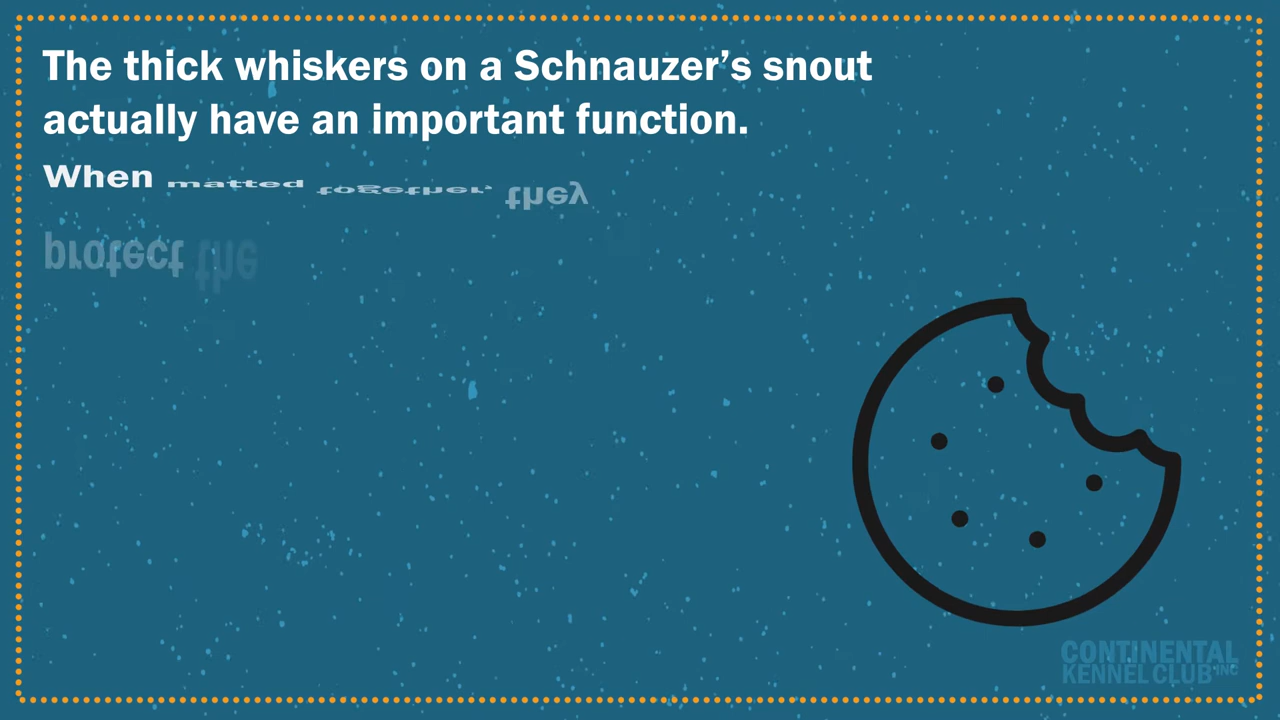 The thick whiskers on a Schnauzer’s snout
actually have an important function.
When matted together, they
protect the
CONTINENTAL
KENNEL CLUB INC